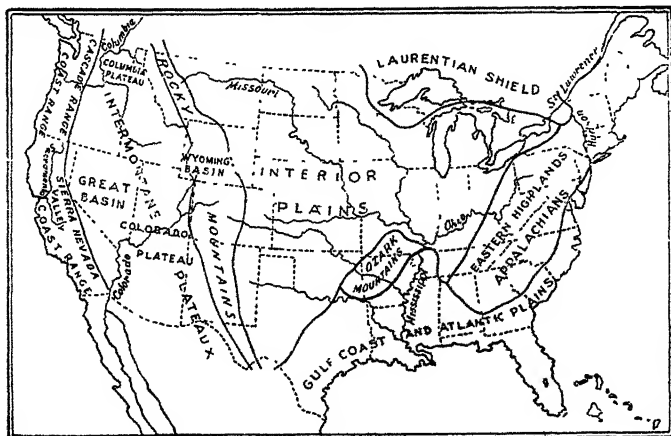 LAURENTIAN SHIELD
St. Lawrence
Columbia
COLUMBIA
PLATEAU
COAST RANGE
CASCADE RANGE
ROCKY
MOUNTAINS
Missouri
INTERMONTANE
PLATEAUX
WYOMING
BASIN
INTERIOR
PLAINS
GREAT
BASIN
VALLEY
SIERRA NEVADA
COAST RANGE
COLORADO
PLATEAU
Colorado
Ohio
OZARK
MOUNTAINS
Mississippi
EASTERN HIGHLANDS
APPALACHIANS
GULF COAST AND ATLANTIC PLAINS